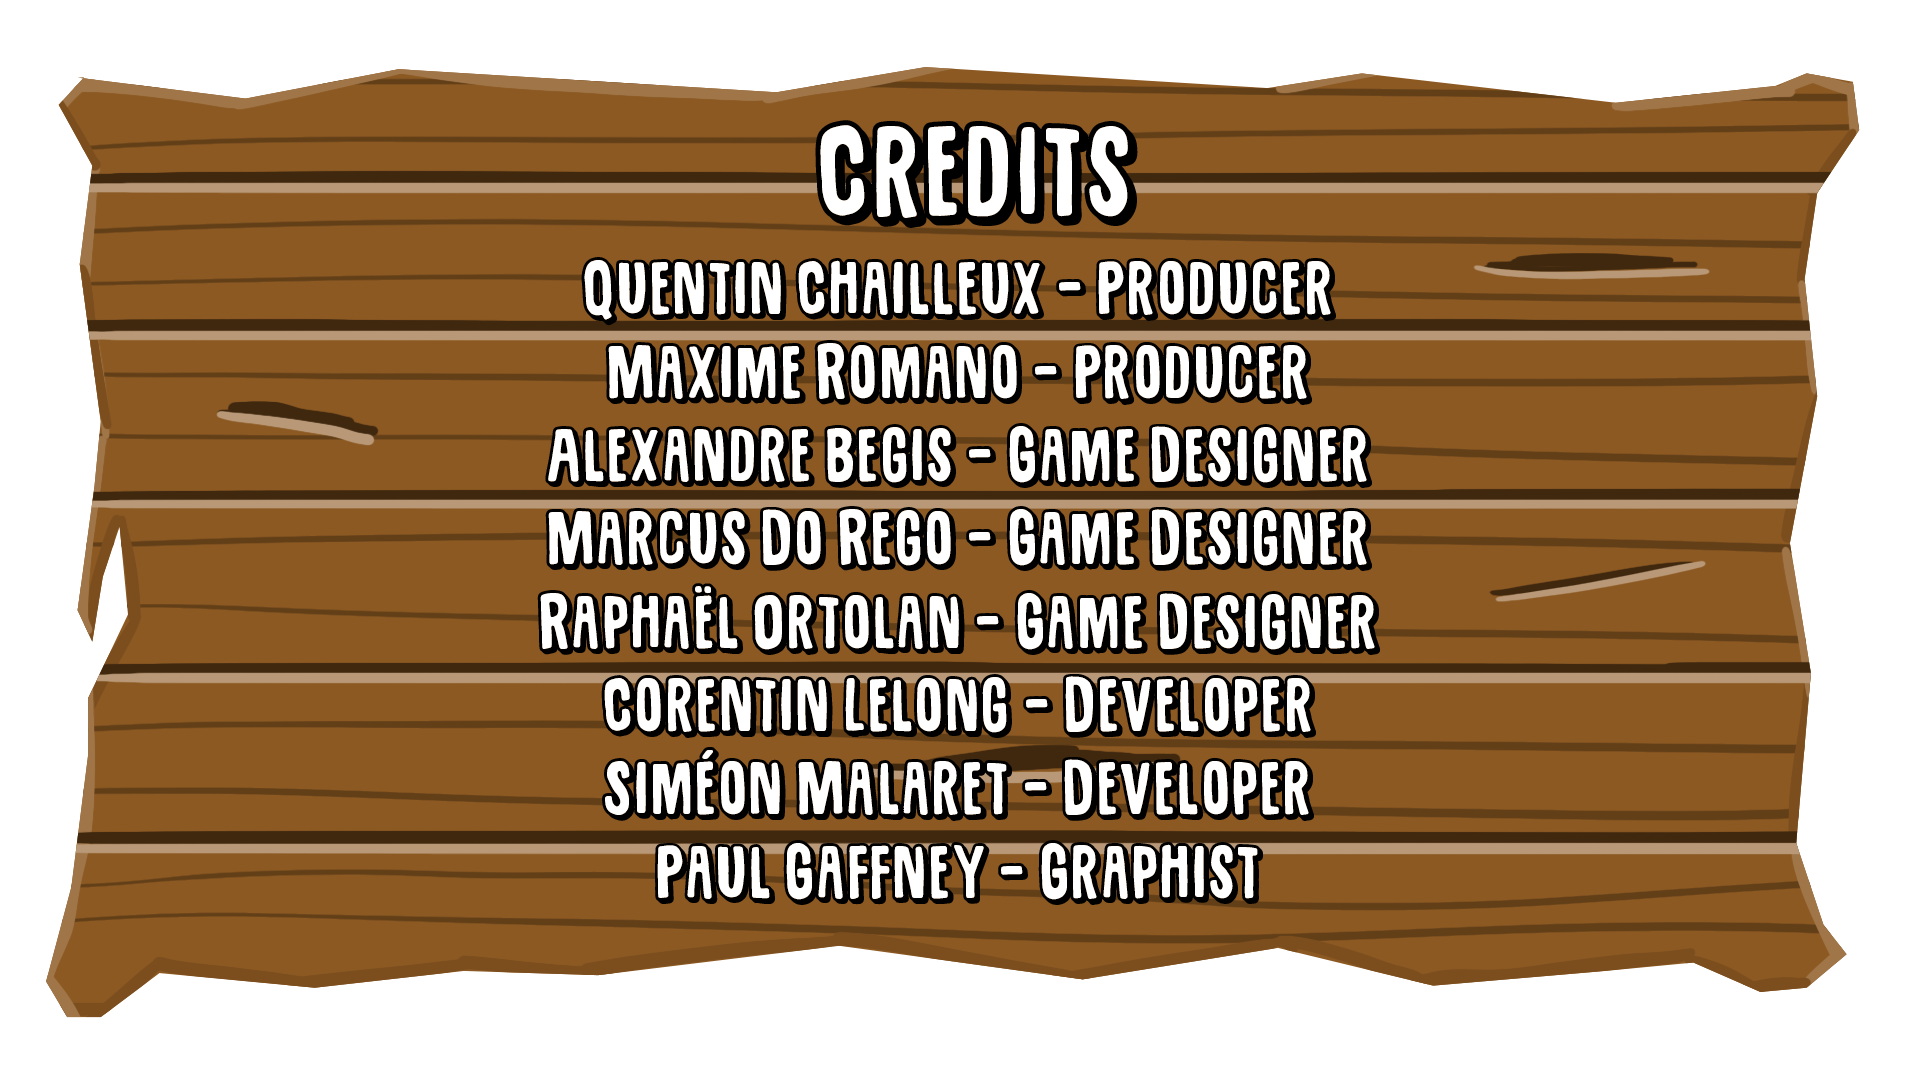 CREDITS
QUENTIN CHAILLEUX - PRODUCER
MAXIME ROMANO - PRODUCER
ALEXANDRE BEGIS - GAME DESIGNER
MARCUS DO REGO - GAME DESIGNER
RAPHAËL ORTOLAN - GAME DESIGNER
CORENTIN LELONG - DEVELOPER
SIMÉON MALARET - DEVELOPER
PAUL GAFFNEY - GRAPHIST